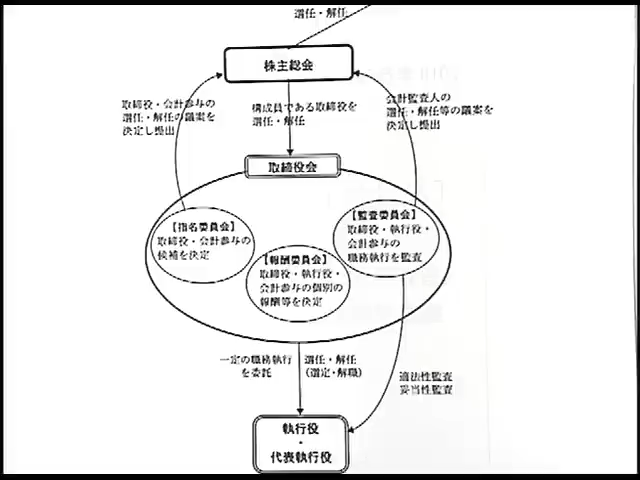 選任・解任
株主総会
取締役・会計参与の
選任・解任の議案を
決定し提出
構成員である取締役を
選任・解任
会計監査人の
選任・解任等の議案を
決定し提出
取締役会
【指名委員会】
取締役・会計参与の
候補を決定
【報酬委員会】
取締役・執行役・
会計参与の個別の
報酬等を決定
【監査委員会】
取締役・執行役・
会計参与の
職務執行を監査
一定の職務執行
を委託
選任・解任
（選定・解職）
適法性監査
妥当性監査
執行役
・
代表執行役